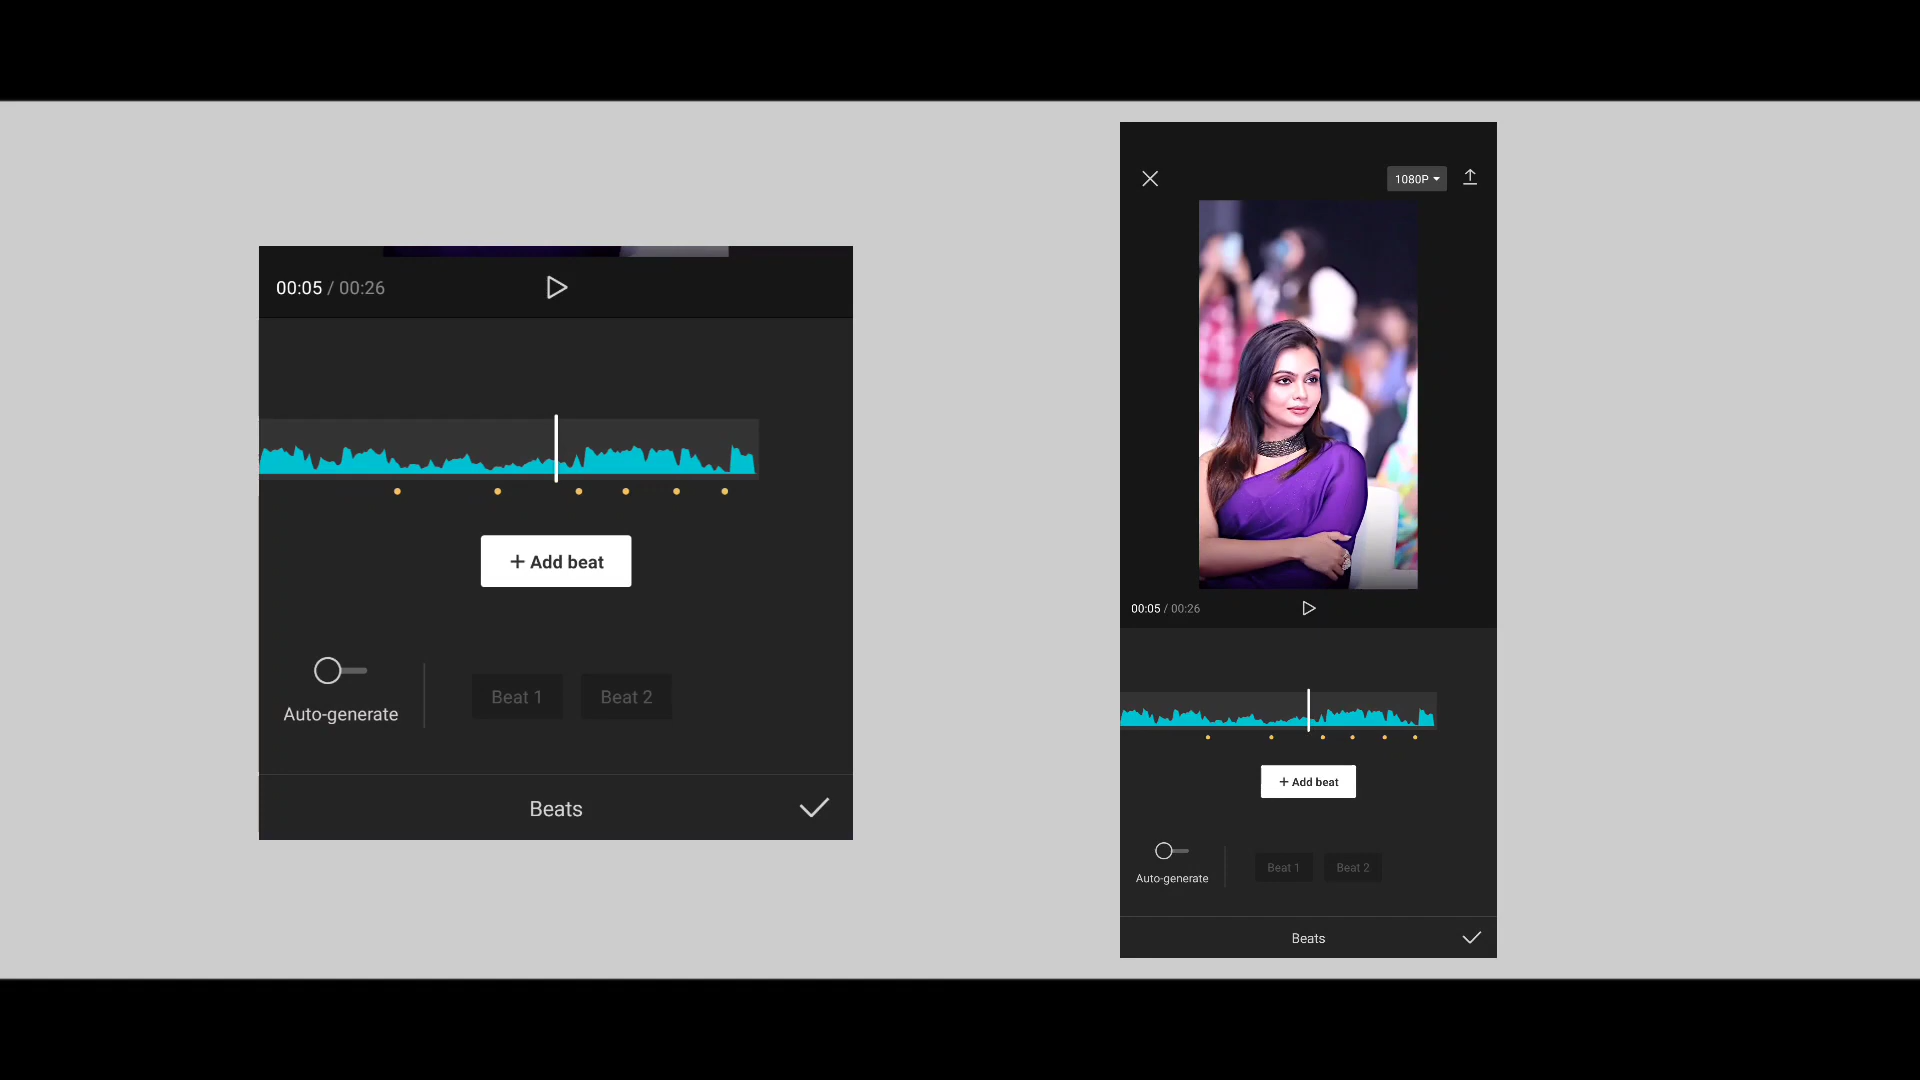 00:05 / 00:26
+ Add beat
Auto-generate
Beat 1
Beat 2
Beats
1080P
00:05 / 00:26
+ Add beat
Auto-generate
Beat 1
Beat 2
Beats